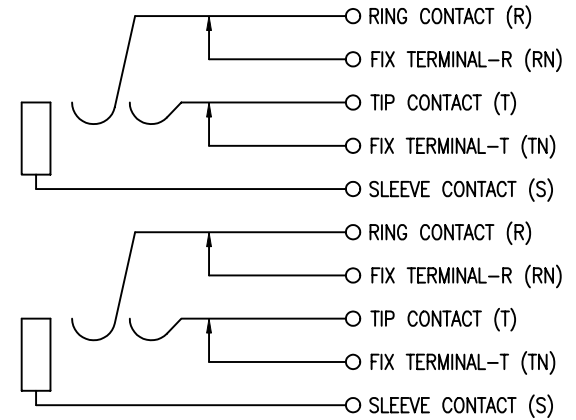 RING CONTACT (R)
FIX TERMINAL-R (RN)
TIP CONTACT (T)
FIX TERMINAL-T (TN)
SLEEVE CONTACT (S)
RING CONTACT (R)
FIX TERMINAL-R (RN)
TIP CONTACT (T)
FIX TERMINAL-T (TN)
SLEEVE CONTACT (S)